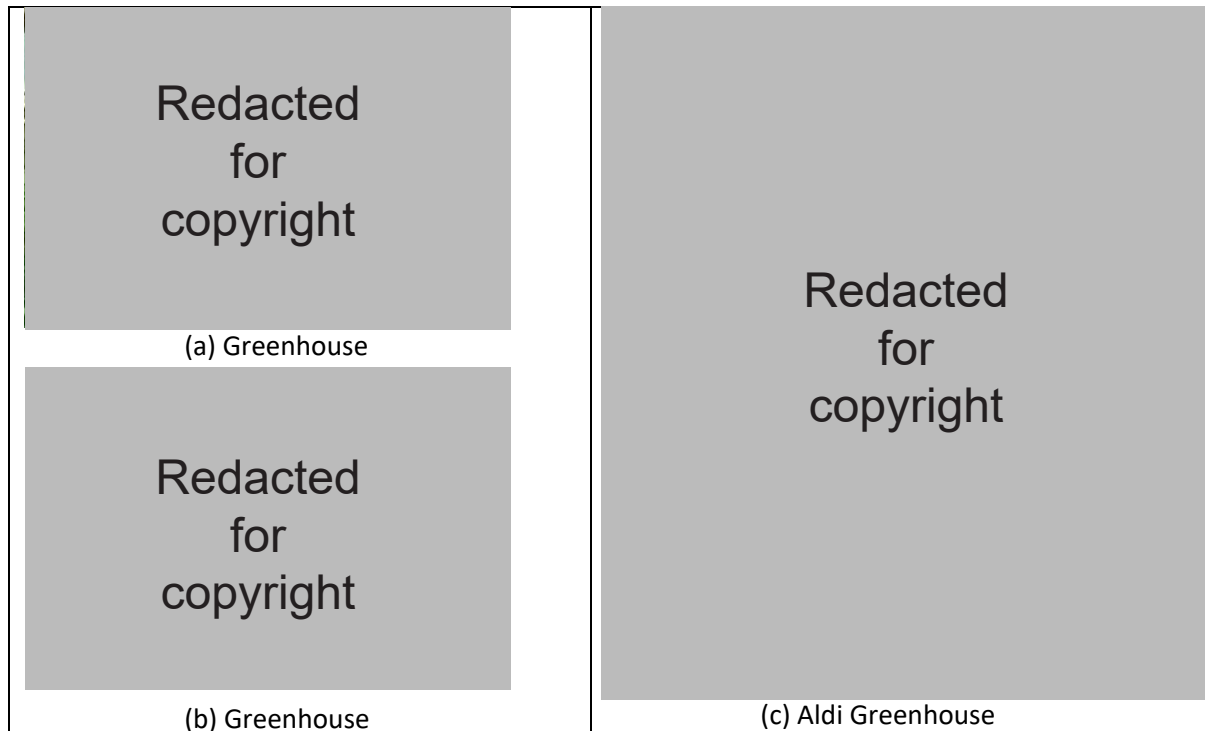 Redacted
for
copyright
(a) Greenhouse
Redacted
for
copyright
(b) Greenhouse
Redacted
for
copyright
(c) Aldi Greenhouse